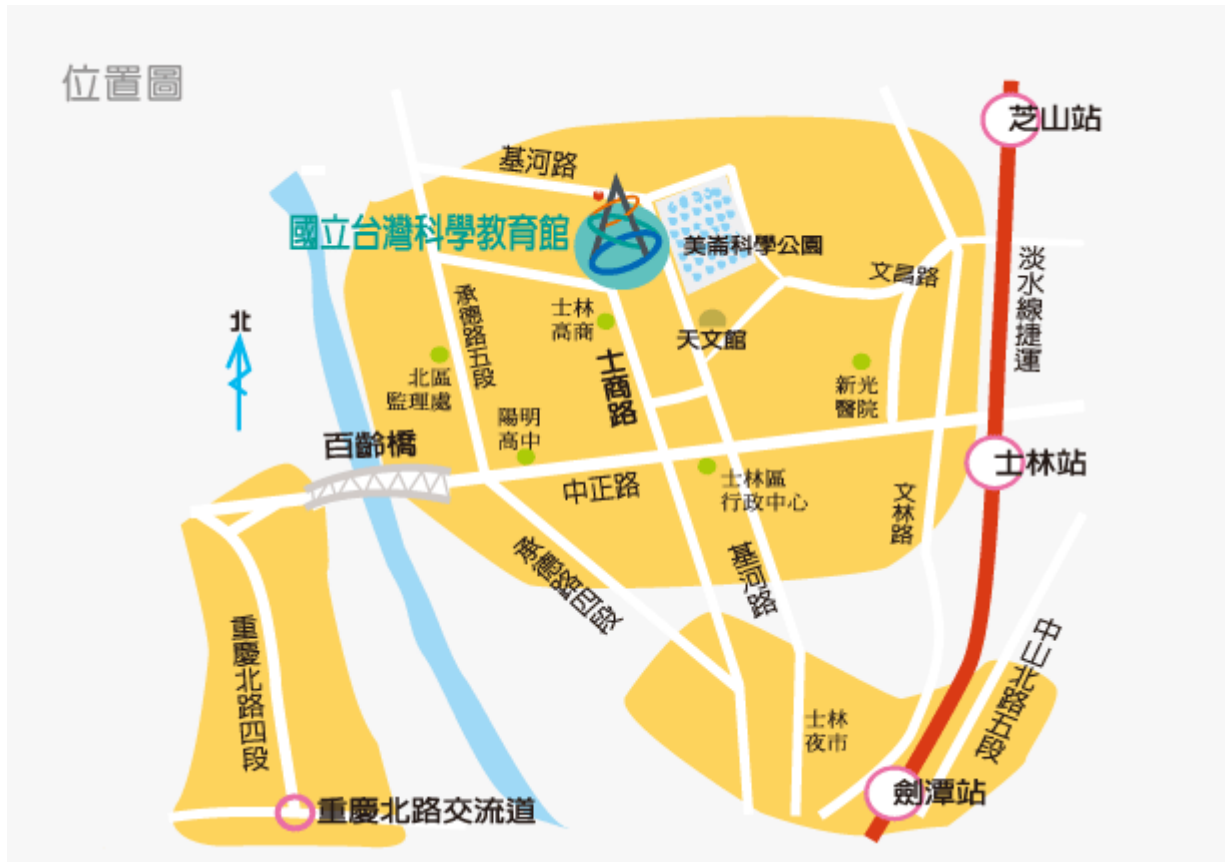 位置圖
芝山站
基河路
國立台灣科學教育館
美崙科學公園
文昌路
淡水線捷運
北
承德路五段
士林
高商
天文館
士商路
北區
監理處
新光
醫院
陽明
高中
百齡橋
士林站
中正路
士林區
行政中心
文林路
承德路四段
基河路
重慶北路四段
中山北路五段
士林
夜市
劍潭站
重慶北路交流道